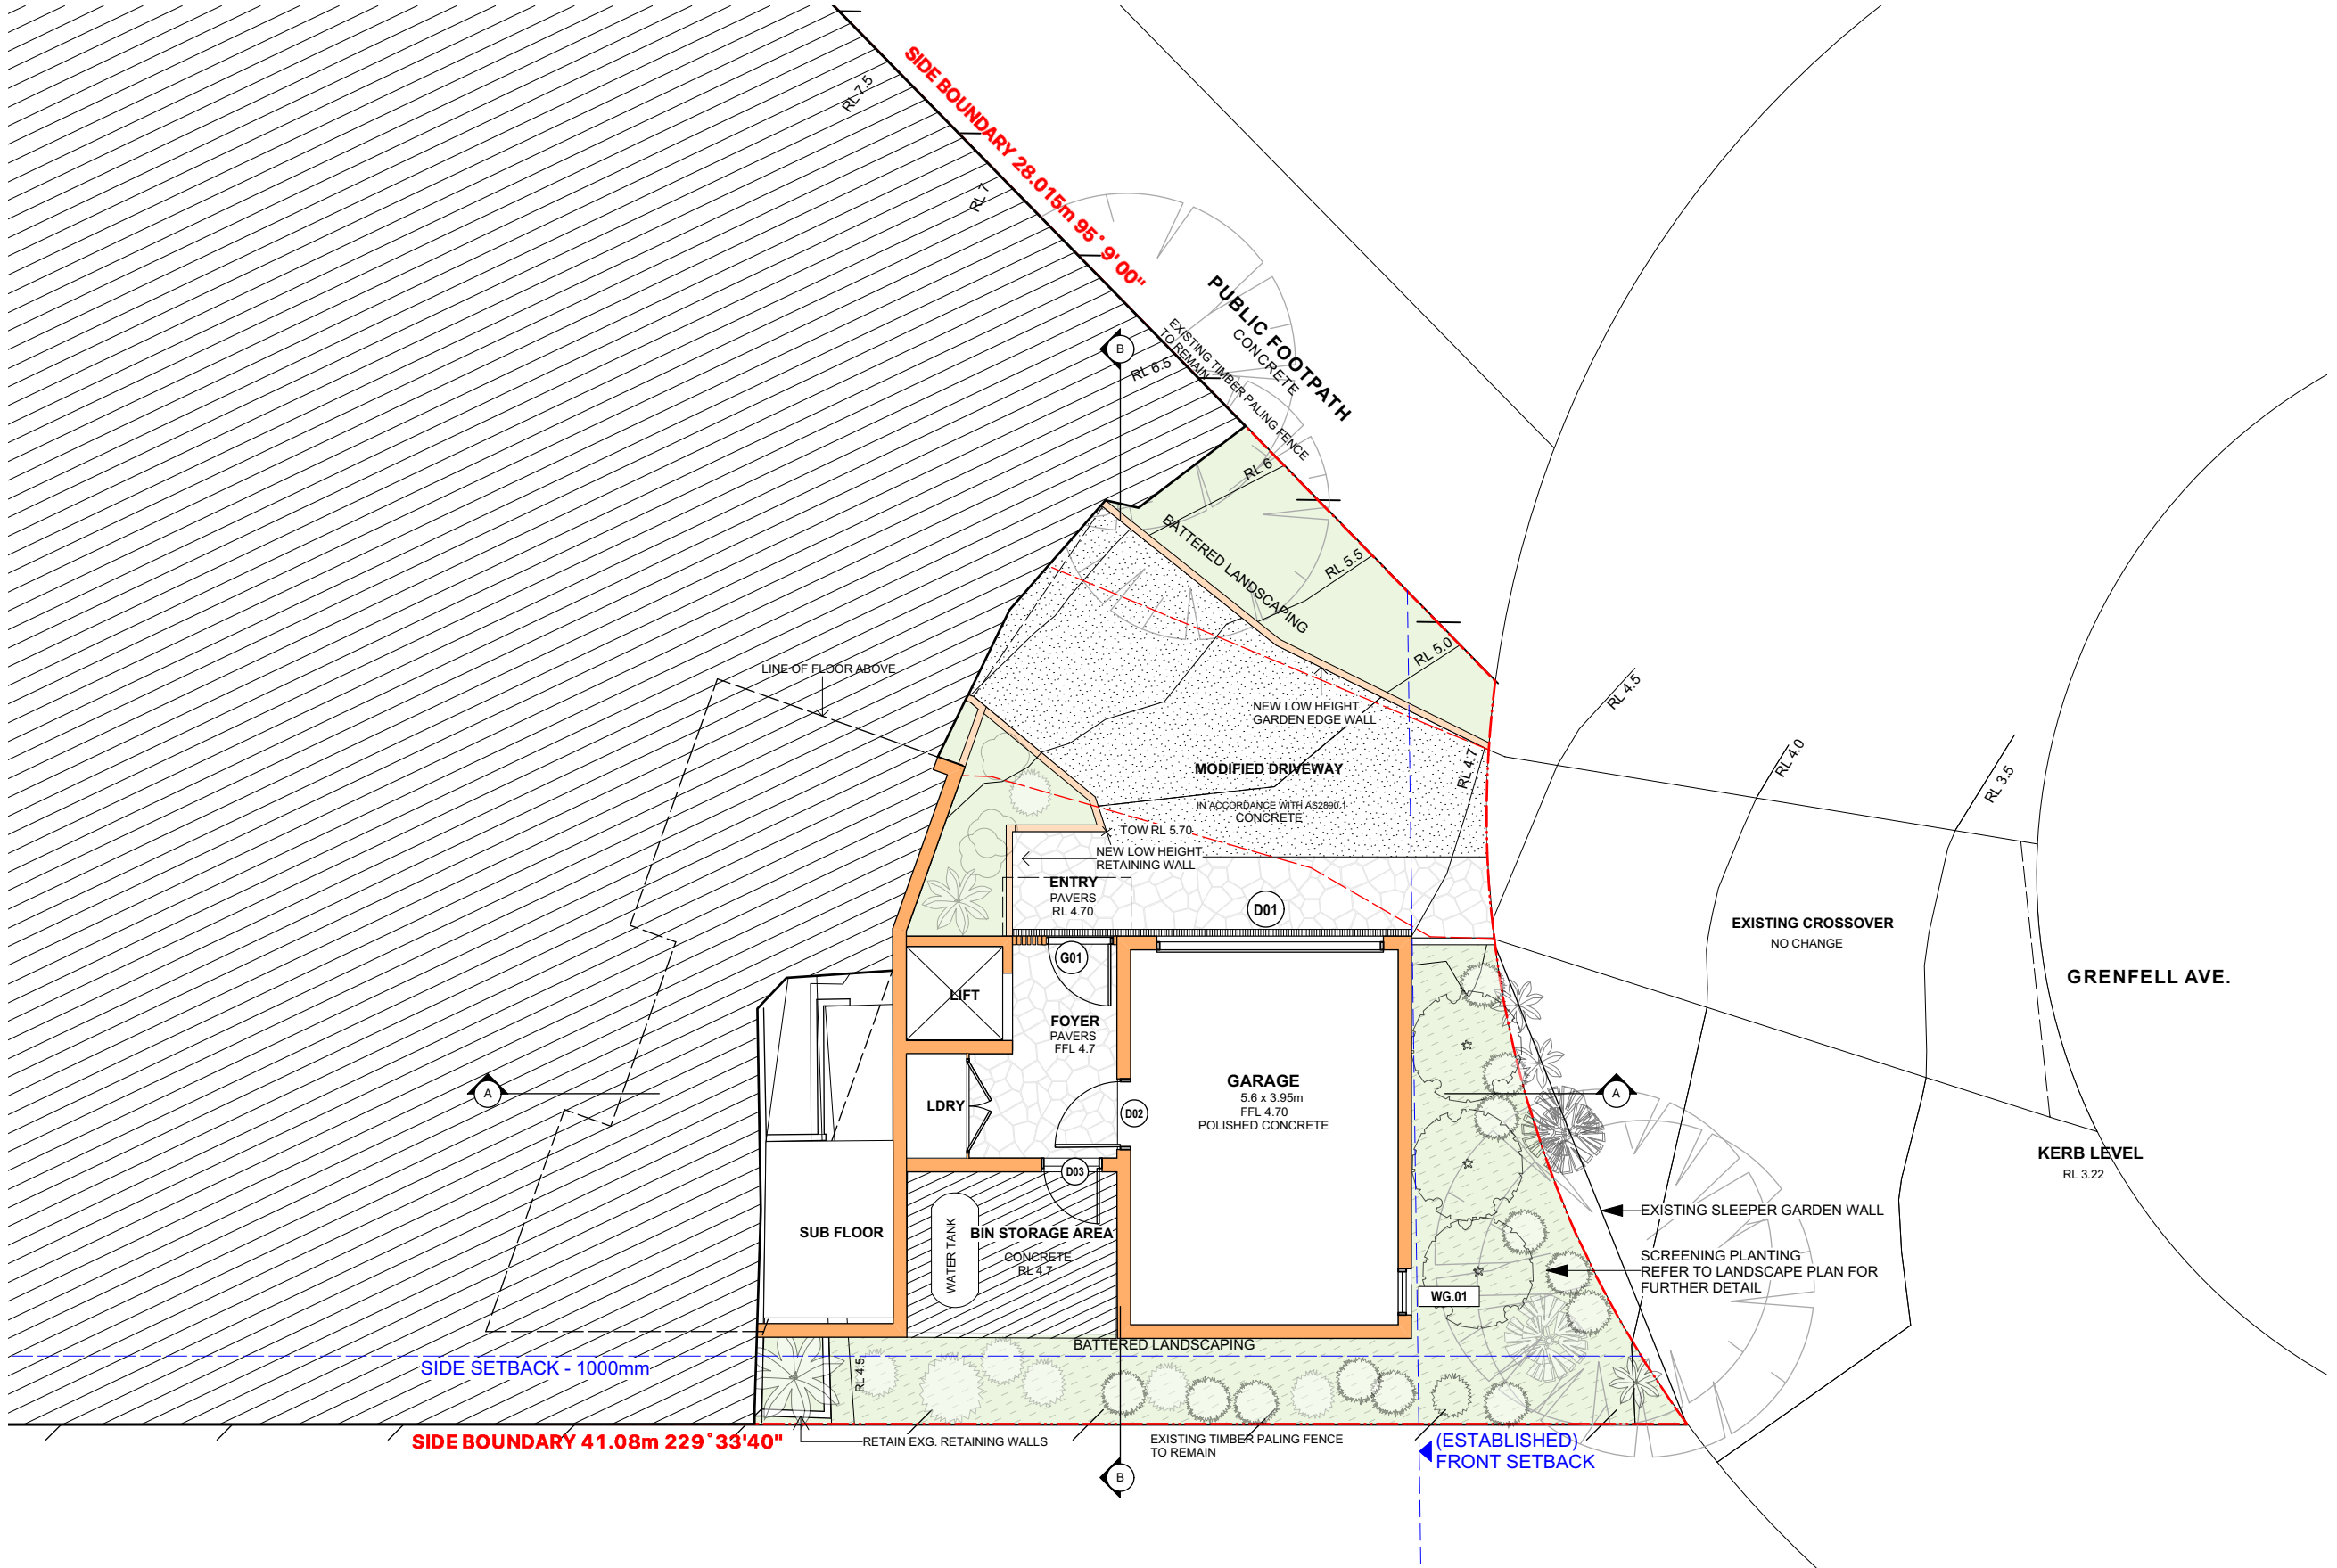 RL 7.5
SIDE BOUNDARY 28.015m 95° 9' 00"
RL 7
PUBLIC FOOTPATH
CONCRETE
EXISTING TIMBER PALING FENCE
TO REMAIN
B
RL 6.5
RL 6
BATTERED LANDSCAPING
RL 5.5
RL 5.0
LINE OF FLOOR ABOVE
RL 4.5
NEW LOW HEIGHT
GARDEN EDGE WALL
RL 4.7
RL 4.0
RL 3.5
MODIFIED DRIVEWAY
IN ACCORDANCE WITH AS2890.1
CONCRETE
TOW RL 5.70
NEW LOW HEIGHT
RETAINING WALL
ENTRY
PAVERS
RL 4.70
D01
EXISTING CROSSOVER
NO CHANGE
GRENFELL AVE.
G01
LIFT
FOYER
PAVERS
FFL 4.7
A
LDRY
D02
GARAGE
5.6 x 3.95m
FFL 4.70
POLISHED CONCRETE
A
KERB LEVEL
RL 3.22
D03
SUB FLOOR
WATER TANK
BIN STORAGE AREA
CONCRETE
RL 4.7
EXISTING SLEEPER GARDEN WALL
SCREENING PLANTING
REFER TO LANDSCAPE PLAN FOR
FURTHER DETAIL
WG.01
BATTERED LANDSCAPING
SIDE SETBACK - 1000mm
RL 4.5
SIDE BOUNDARY 41.08m 229°33'40"
RETAIN EXG. RETAINING WALLS
EXISTING TIMBER PALING FENCE
TO REMAIN
(ESTABLISHED)
FRONT SETBACK
B